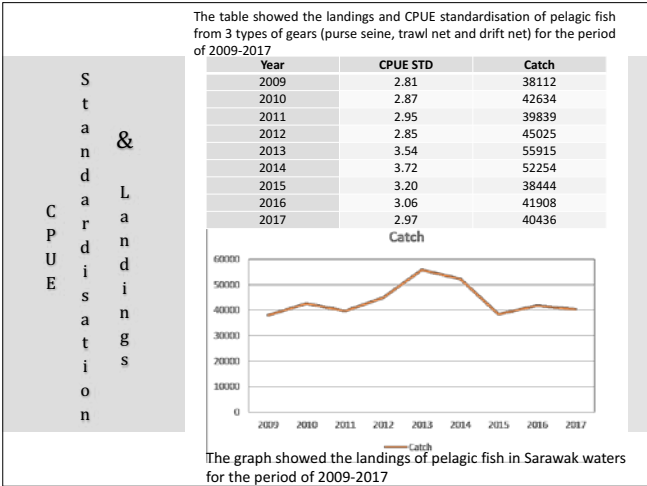 The table showed the landings and CPUE standardisation of pelagic fish
from 3 types of gears (purse seine, trawl net and drift net) for the period
of 2009-2017
CPUE
Standardisation
& Landings
Year CPUE STD Catch
2009 2.81 38112
2010 2.87 42634
2011 2.95 39839
2012 2.85 45025
2013 3.54 55915
2014 3.72 52254
2015 3.20 38444
2016 3.06 41908
2017 2.97 40436
Catch
60000
50000
40000
30000
20000
10000
0
2009 2010 2011 2012 2013 2014 2015 2016 2017
Catch
The graph showed the landings of pelagic fish in Sarawak waters
for the period of 2009-2017